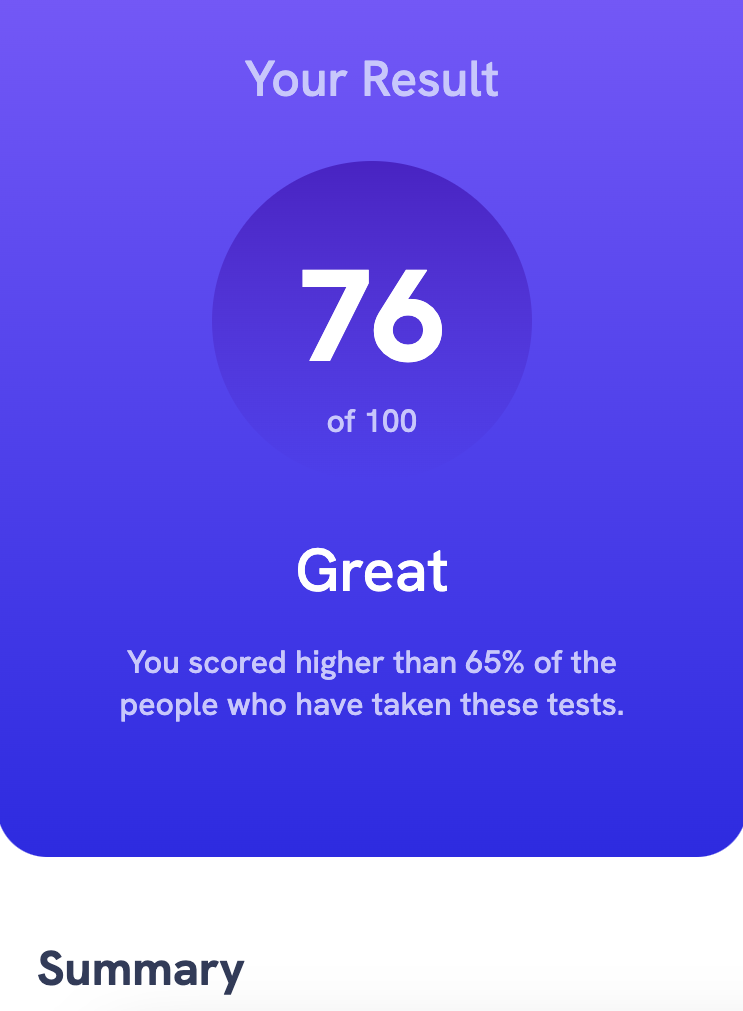 Your Result
76
of 100
Great
You scored higher than 65% of the
people who have taken these tests.
Summary